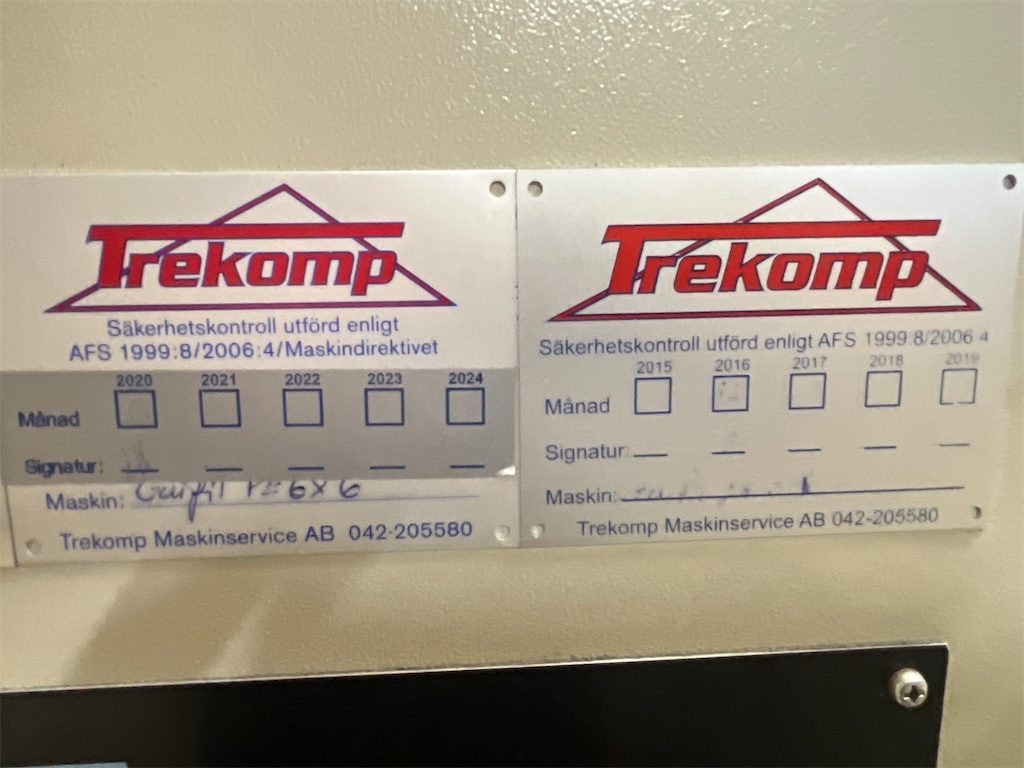 Trekomp
Säkerhetskontroll utförd enligt
AFS 1999:8/2006:4/Maskindirektivet
2020 2021 2022 2023 2024
Månad
Signatur:
Maskin: 6x6
Trekomp Maskinservice AB 042-205580
Trekomp
Säkerhetskontroll utförd enligt AFS 1999:8/2006:4
2015 2016 2017 2018 2019
Månad
Signatur:
Maskin:
Trekomp Maskinservice AB 042-205580